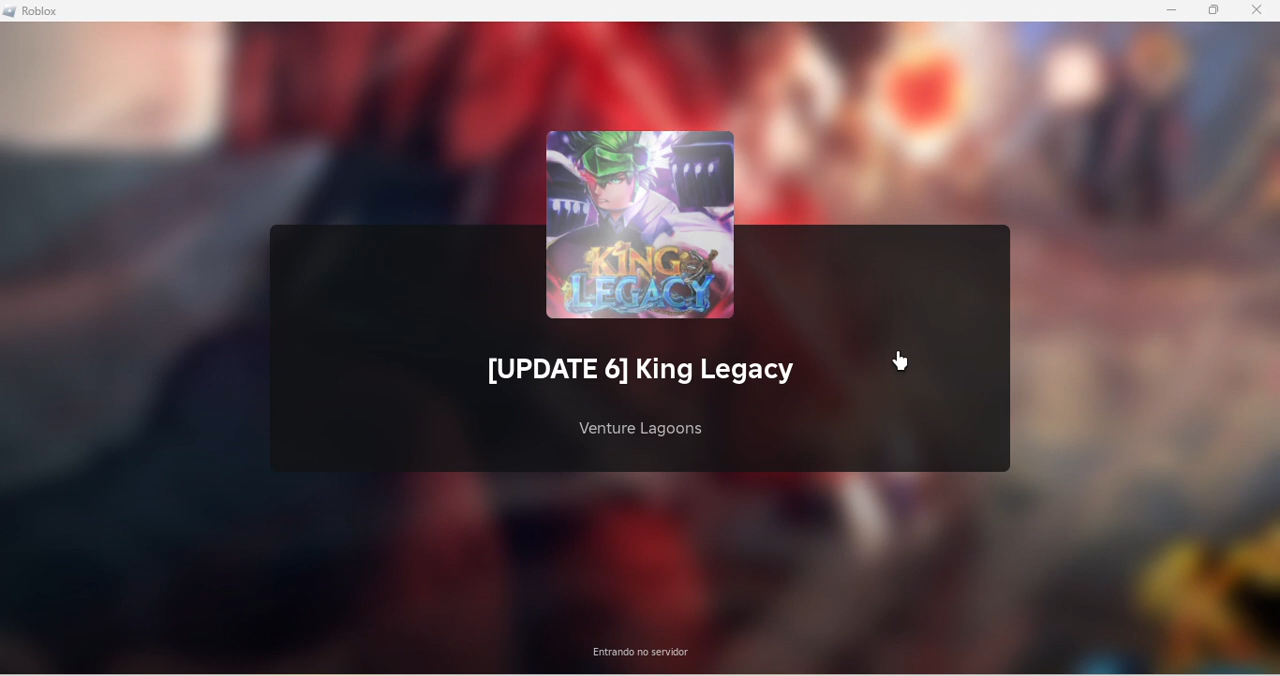 Roblox
KING
LEGACY
[UPDATE 6] King Legacy
Venture Lagoons
Entrando no servidor